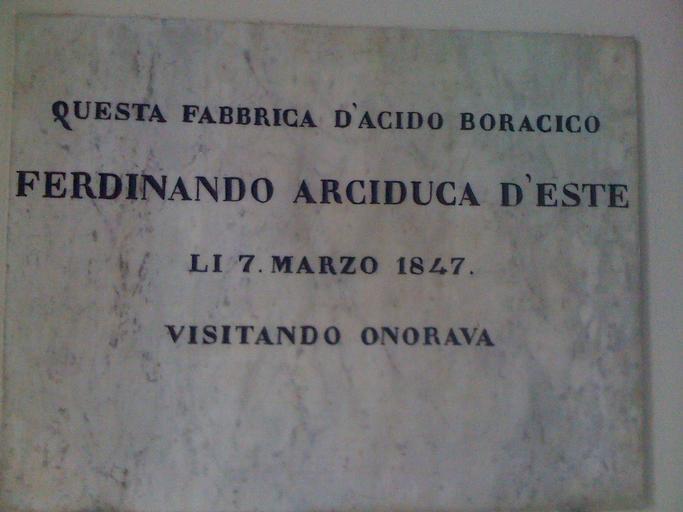 QUESTA FABBRICA D'ACIDO BORACICO
FERDINANDO ARCIDUCA D'ESTE
LI 7. MARZO 1847.
VISITANDO ONORAVA